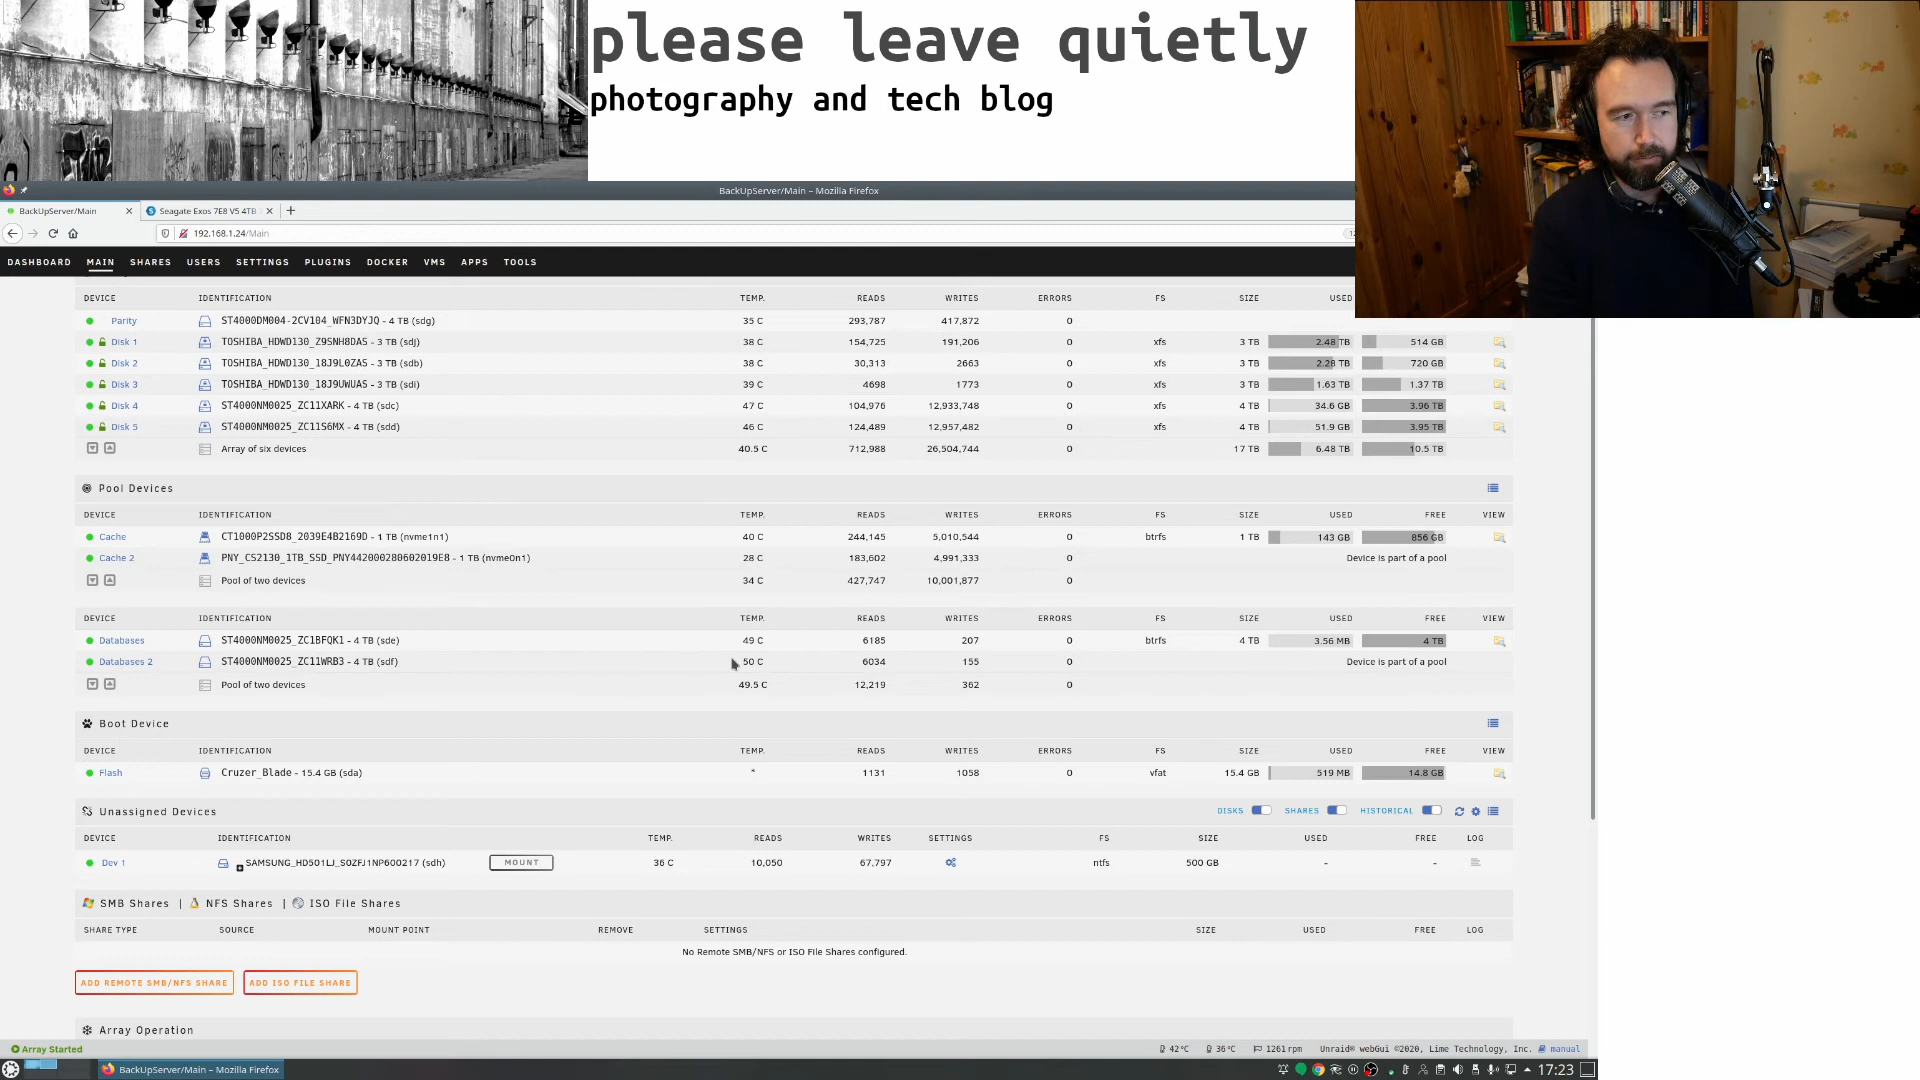 please leave quietly
photography and tech blog
BackUpServer/Main – Mozilla Firefox
BackUpServer/Main
Seagate Exos 7E8 V5 4TB
192.168.1.24/Main
DASHBOARD MAIN SHARES USERS SETTINGS PLUGINS DOCKER VMS APPS TOOLS
DEVICE IDENTIFICATION TEMP. READS WRITES ERRORS FS SIZE USED
Parity ST4000DM004-2CV104_WFN3DYJQ - 4 TB (sdg) 35 C 293,787 417,872 0
Disk 1 TOSHIBA_HDWD130_Z9SNH8DAS - 3 TB (sdj) 38 C 154,725 191,206 0 xfs 3 TB 2.48 TB 514 GB
Disk 2 TOSHIBA_HDWD130_18J9L0ZAS - 3 TB (sdb) 38 C 30,313 2663 0 xfs 3 TB 2.28 TB 720 GB
Disk 3 TOSHIBA_HDWD130_18J9UWUAS - 3 TB (sdi) 39 C 4698 1773 0 xfs 3 TB 1.63 TB 1.37 TB
Disk 4 ST4000NM0025_ZC11XARK - 4 TB (sdc) 47 C 104,976 12,933,748 0 xfs 4 TB 34.6 GB 3.96 TB
Disk 5 ST4000NM0025_ZC11S6MX - 4 TB (sdd) 46 C 124,489 12,957,482 0 xfs 4 TB 51.9 GB 3.95 TB
Array of six devices 40.5 C 712,988 26,504,744 0 17 TB 6.48 TB 10.5 TB
Pool Devices
DEVICE IDENTIFICATION TEMP. READS WRITES ERRORS FS SIZE USED FREE VIEW
Cache CT1000P2SSD8_2039E4B2169D - 1 TB (nvme1n1) 40 C 244,145 5,010,544 0 btrfs 1 TB 143 GB 856 GB
Cache 2 PNY_CS2130_1TB_SSD_PNY442000280602019E8 - 1 TB (nvme0n1) 28 C 183,602 4,991,333 0 Device is part of a pool
Pool of two devices 34 C 427,747 10,001,877 0
DEVICE IDENTIFICATION TEMP. READS WRITES ERRORS FS SIZE USED FREE VIEW
Databases ST4000NM0025_ZC1BFQK1 - 4 TB (sde) 49 C 6185 207 0 btrfs 4 TB 3.56 MB 4 TB
Databases 2 ST4000NM0025_ZC11WRB3 - 4 TB (sdf) 50 C 6034 155 0 Device is part of a pool
Pool of two devices 49.5 C 12,219 362 0
Boot Device
DEVICE IDENTIFICATION TEMP. READS WRITES ERRORS FS SIZE USED FREE VIEW
Flash Cruzer_Blade - 15.4 GB (sda) * 1131 1058 0 vfat 15.4 GB 519 MB 14.8 GB
Unassigned Devices DISKS SHARES HISTORICAL
DEVICE IDENTIFICATION TEMP. READS WRITES SETTINGS FS SIZE USED FREE LOG
Dev 1 SAMSUNG_HD501LJ_S0ZFJ1NP600217 (sdh) MOUNT 36 C 10,050 67,797 ntfs 500 GB - -
SMB Shares | NFS Shares | ISO File Shares
SHARE TYPE SOURCE MOUNT POINT REMOVE SETTINGS SIZE USED FREE LOG
No Remote SMB/NFS or ISO File Shares configured.
ADD REMOTE SMB/NFS SHARE ADD ISO FILE SHARE
Array Operation
Array Started 42°C 36°C 1261rpm Unraid® webGui ©2020, Lime Technology, Inc. manual
BackUpServer/Main – Mozilla Firefox 17:23